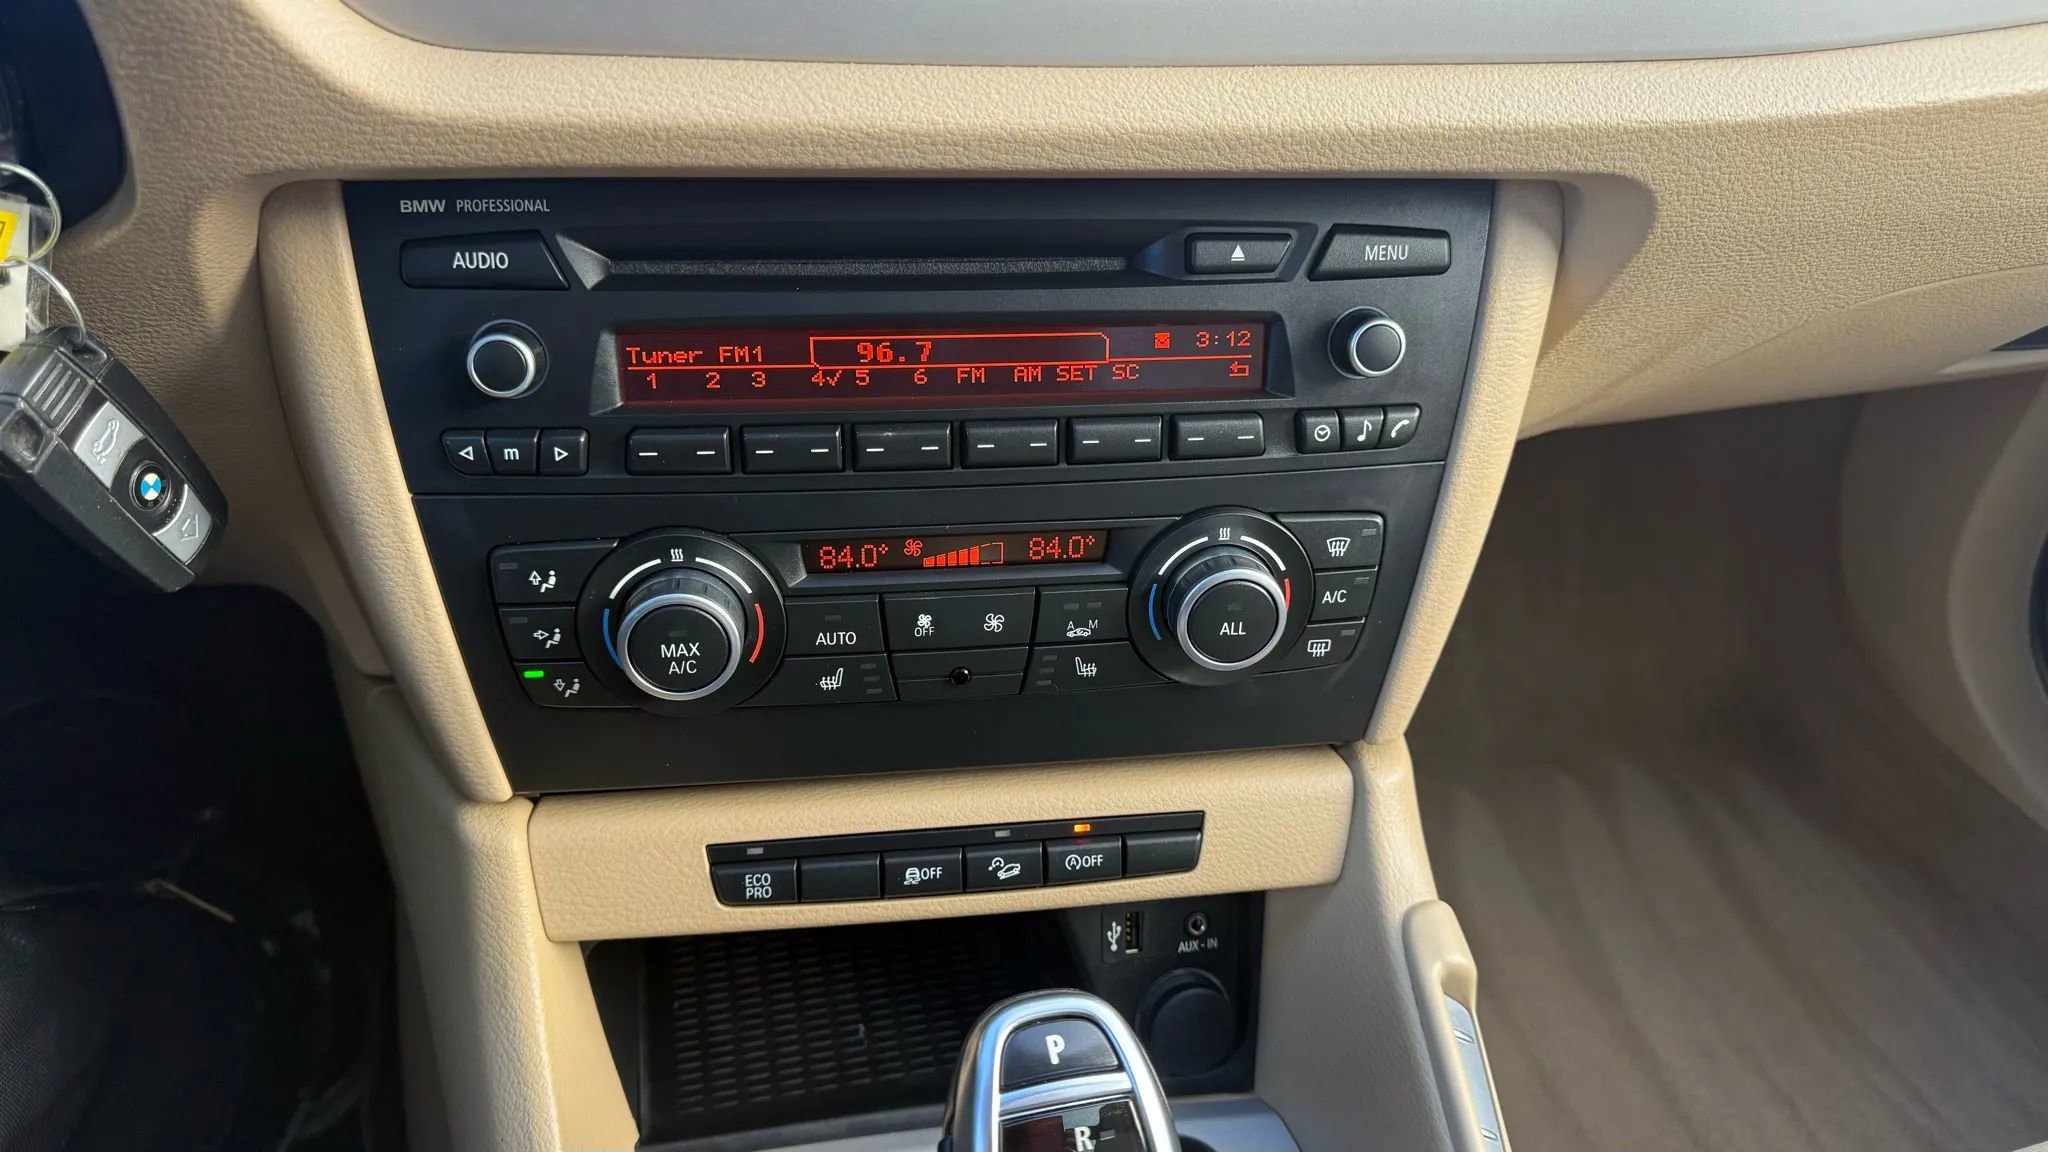 BMW PROFESSIONAL
AUDIO
MENU
Tuner FM1 96.7 3:12
1 2 3 4✓ 5 6 FM AM SET SC
m
84.0° 84.0°
MAX
A/C
AUTO
OFF
A M
ALL
A/C
ECO
PRO
OFF
A OFF
AUX-IN
P
R